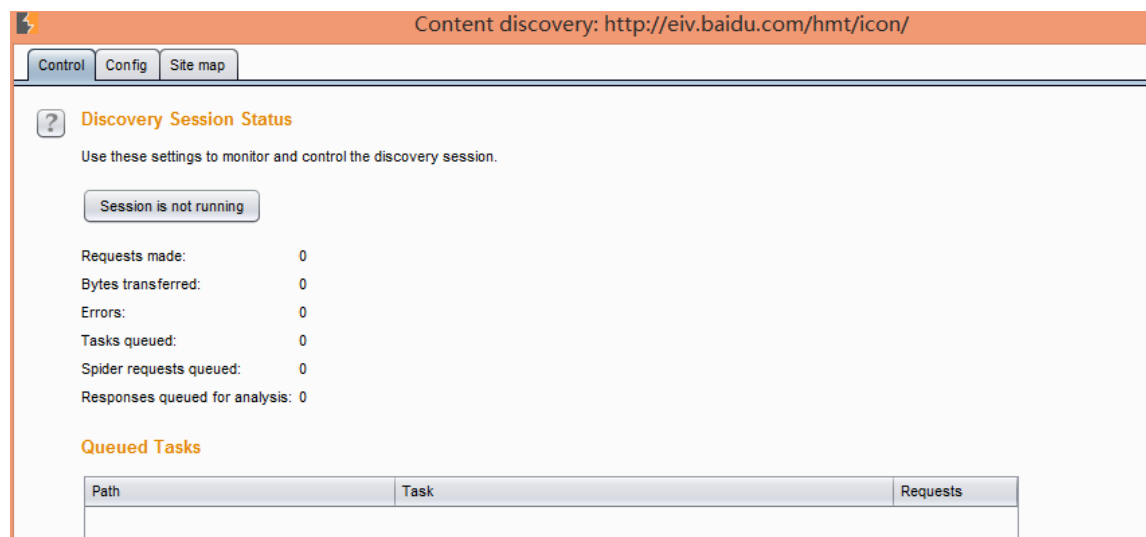 Content discovery: http://eiv.baidu.com/hmt/icon/
Control Config Site map
? Discovery Session Status
Use these settings to monitor and control the discovery session.
Session is not running
Requests made: 0
Bytes transferred: 0
Errors: 0
Tasks queued: 0
Spider requests queued: 0
Responses queued for analysis: 0
Queued Tasks
Path Task Requests